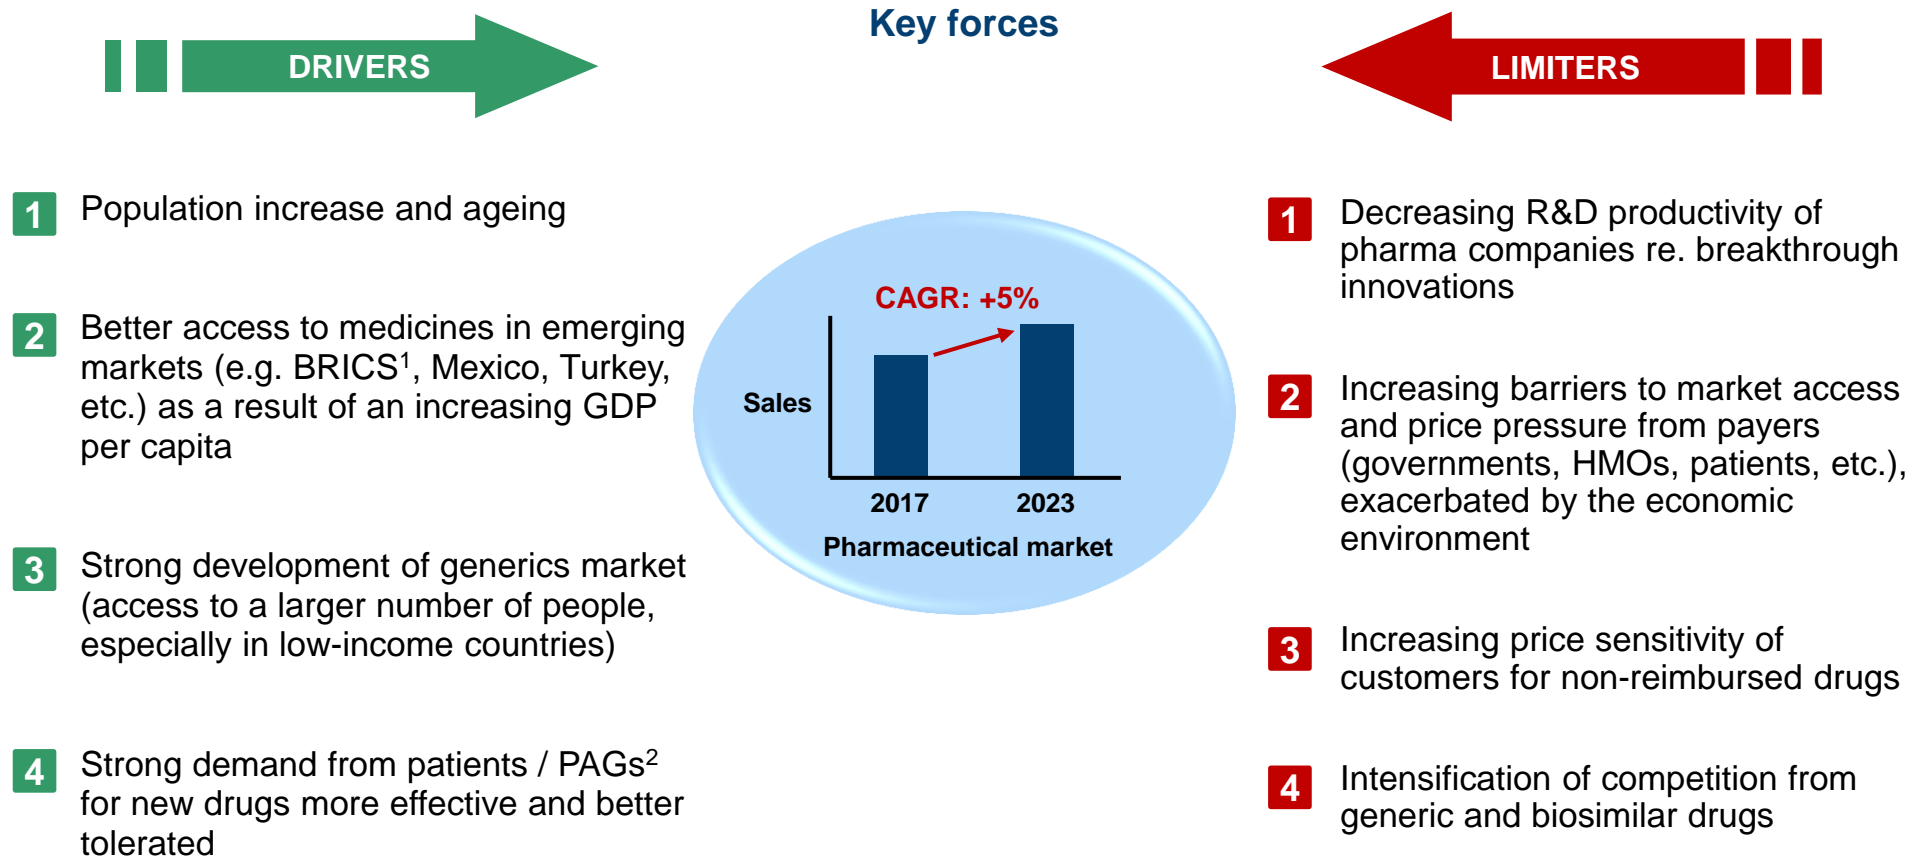 Key forces
DRIVERS
1 Population increase and ageing
2 Better access to medicines in emerging
markets (e.g. BRICS¹, Mexico, Turkey,
etc.) as a result of an increasing GDP
per capita
3 Strong development of generics market
(access to a larger number of people,
especially in low-income countries)
4 Strong demand from patients / PAGs²
for new drugs more effective and better
tolerated
CAGR: +5%
Sales
2017 2023
Pharmaceutical market
LIMITERS
1 Decreasing R&D productivity of
pharma companies re. breakthrough
innovations
2 Increasing barriers to market access
and price pressure from payers
(governments, HMOs, patients, etc.),
exacerbated by the economic
environment
3 Increasing price sensitivity of
customers for non-reimbursed drugs
4 Intensification of competition from
generic and biosimilar drugs